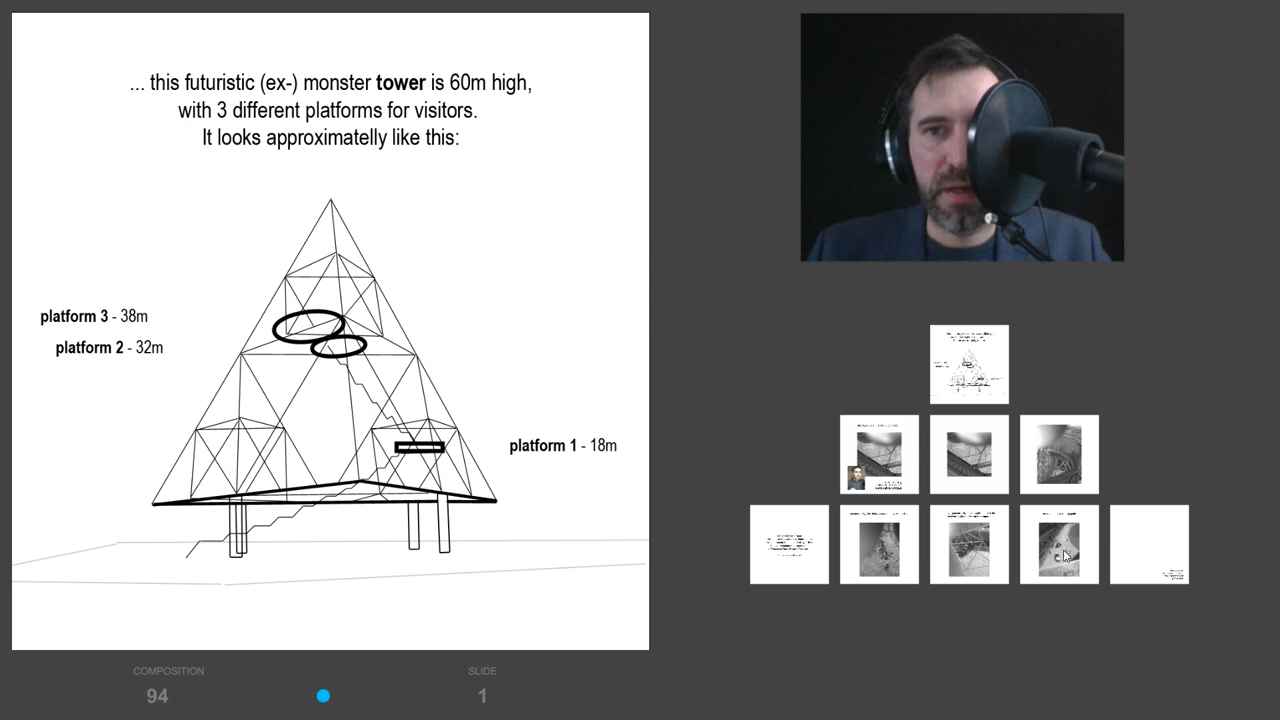 ... this futuristic (ex-) monster tower is 60m high,
with 3 different platforms for visitors.
It looks approximatelly like this:
platform 3 - 38m
platform 2 - 32m
platform 1 - 18m
COMPOSITION
SLIDE
94
1